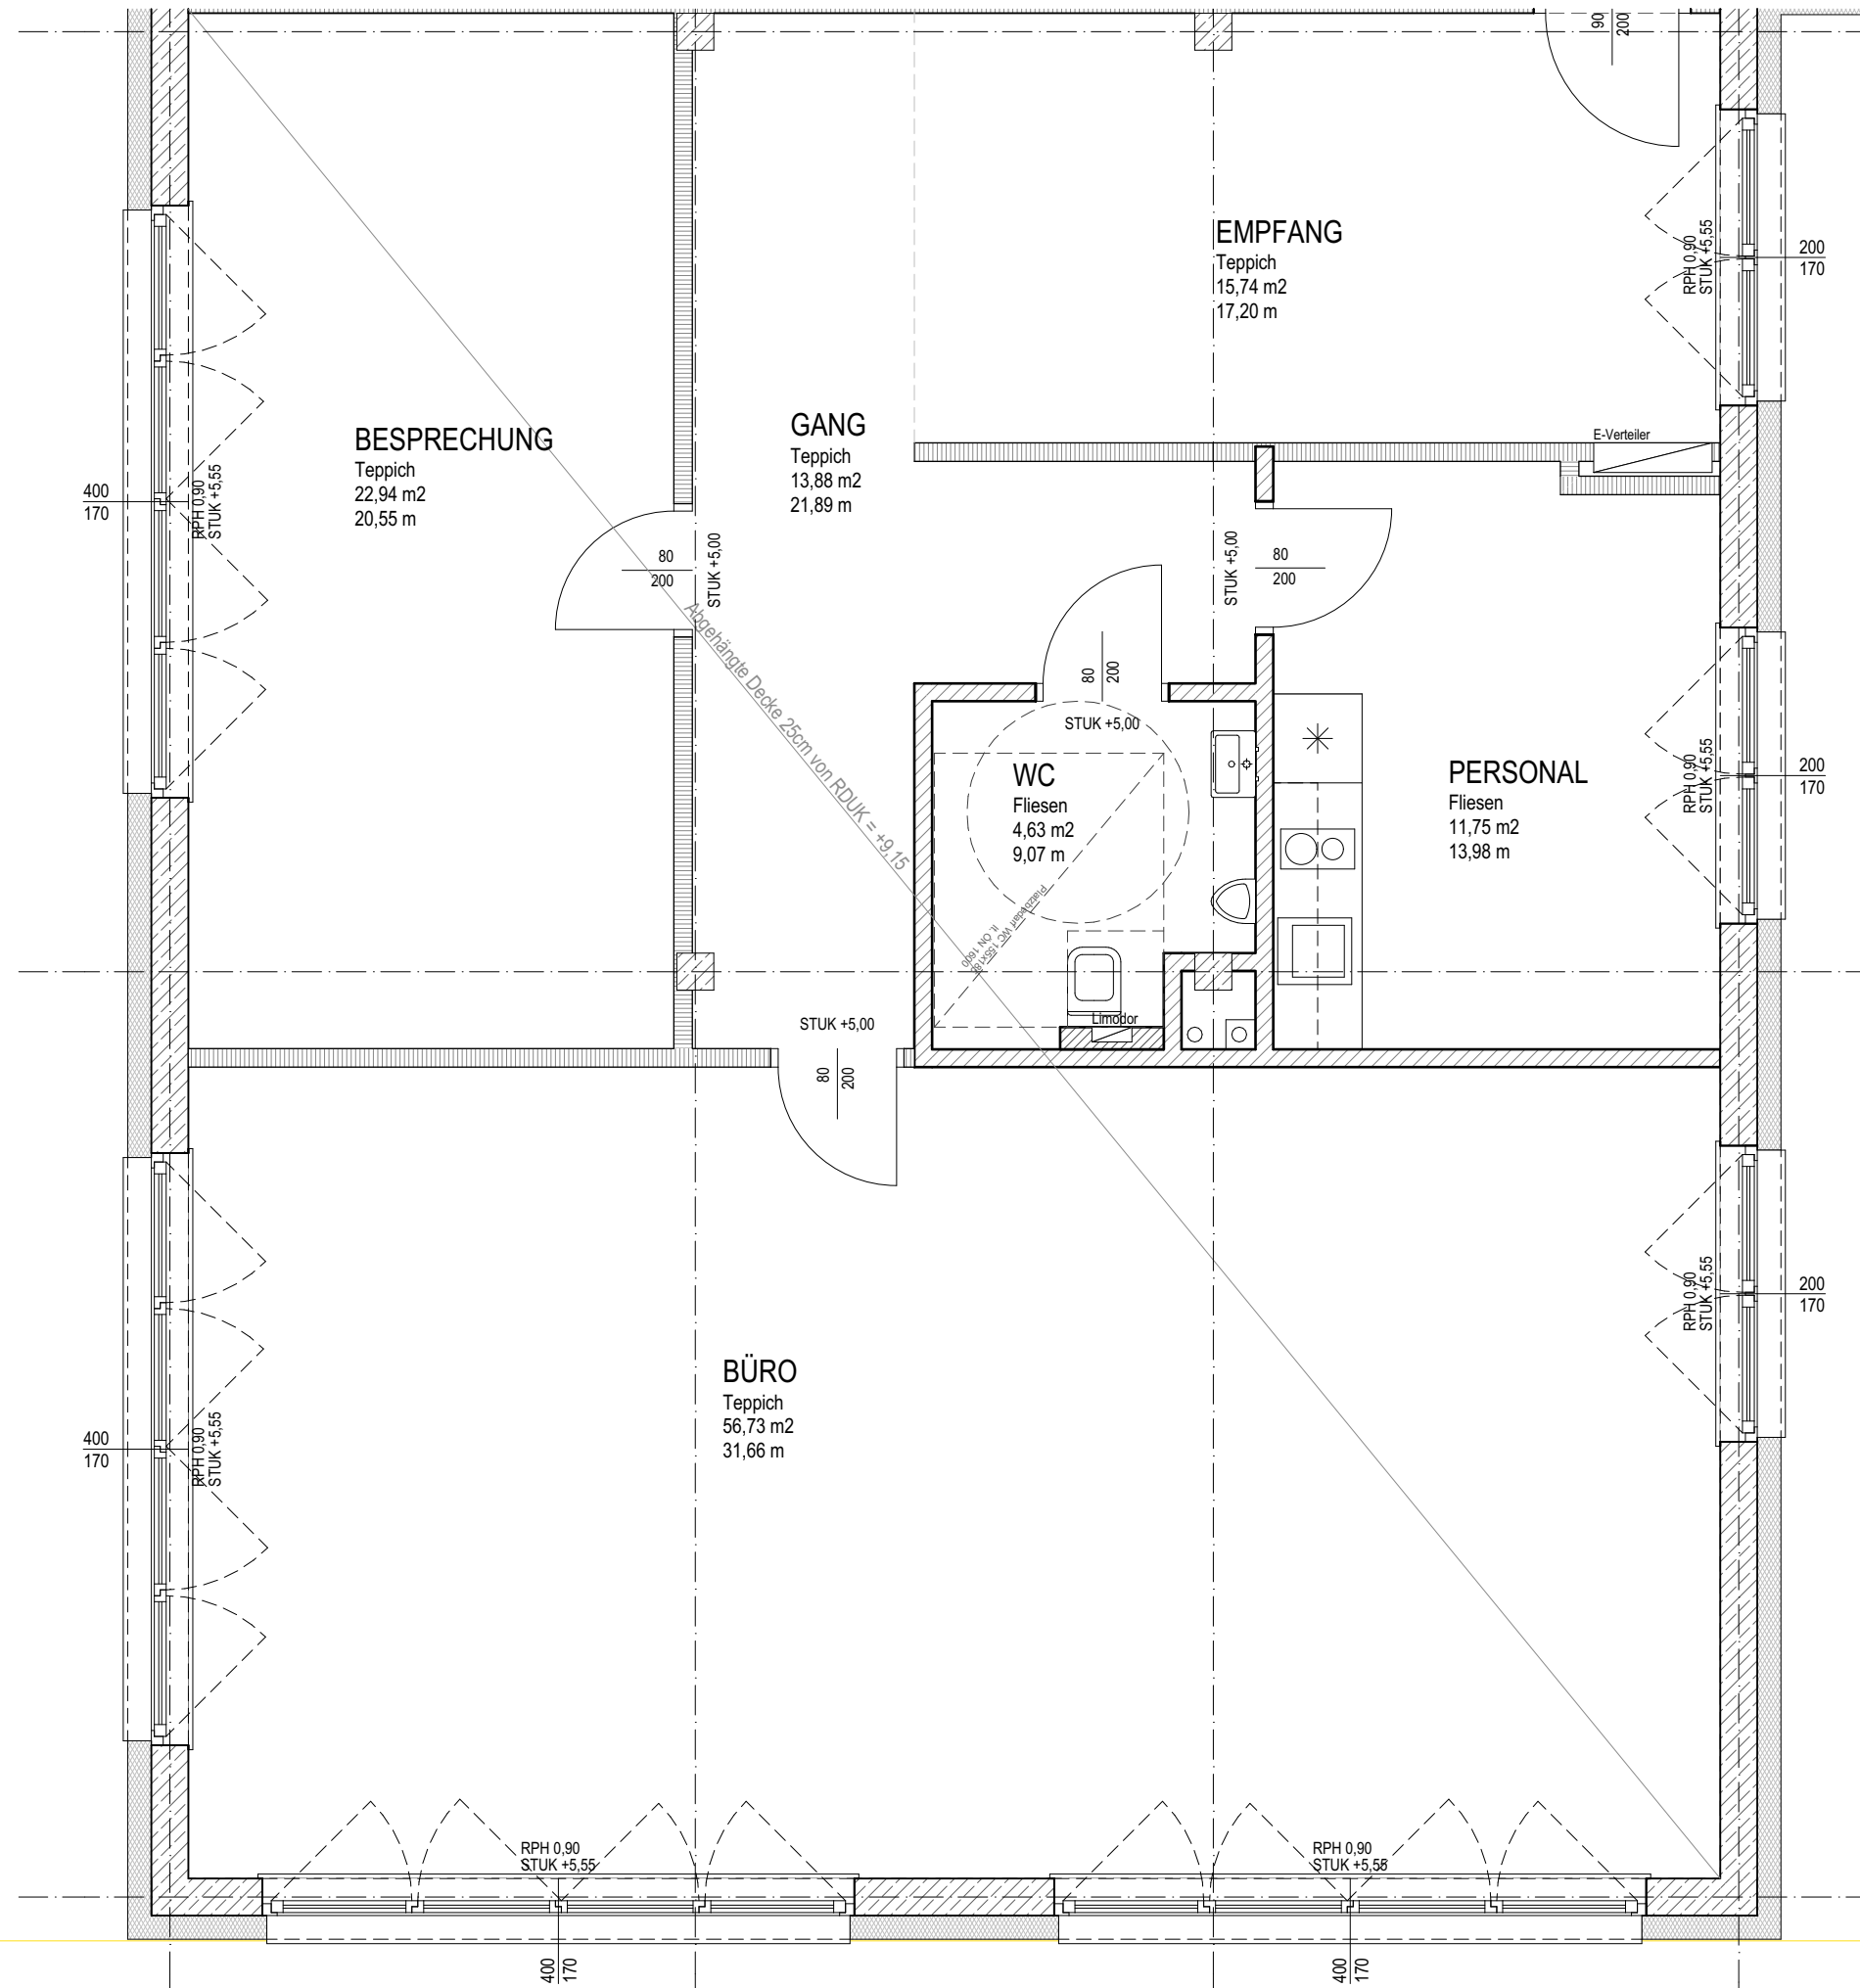 90
200
EMPFANG
Teppich
15,74 m2
17,20 m
RPH 0,90
STUK +5,55
200
170
BESPRECHUNG
Teppich
22,94 m2
20,55 m
GANG
Teppich
13,88 m2
21,89 m
E-Verteiler
400
170
RPH 0,90
STUK +5,55
80
200
STUK +5,00
STUK +5,00
80
200
Abgehängte Decke 25cm von RDUK = +9,15
80
200
STUK +5,00
WC
Fliesen
4,63 m2
9,07 m
PERSONAL
Fliesen
11,75 m2
13,98 m
RPH 0,90
STUK +5,55
200
170
Platzbedarf WC 155x185
lt. ÖN 1600
Limodor
STUK +5,00
80
200
RPH 0,90
STUK +5,55
200
170
BÜRO
Teppich
56,73 m2
31,66 m
400
170
RPH 0,90
STUK +5,55
RPH 0,90
STUK +5,55
RPH 0,90
STUK +5,55
400
170
400
170